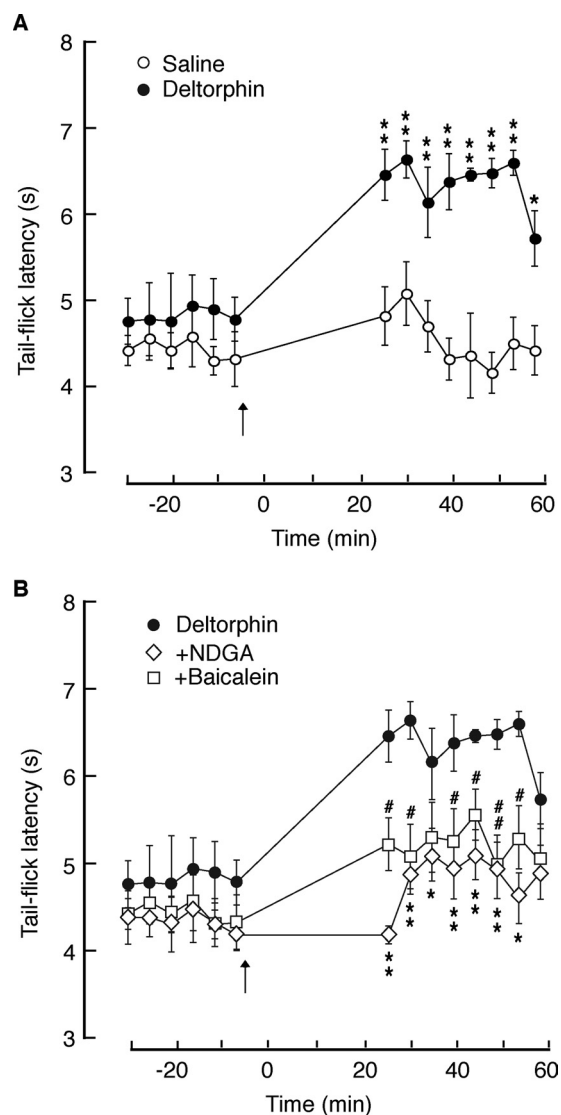 A
8
7
6
5
4
3
Tail-flick latency (s)
Saline
Deltorphin
** ** ** ** ** ** ** *
-20 0 20 40 60
Time (min)
B
8
7
6
5
4
3
Tail-flick latency (s)
Deltorphin
+NDGA
+Baicalein
# # # # ## #
** ** * ** ** ** *
-20 0 20 40 60
Time (min)